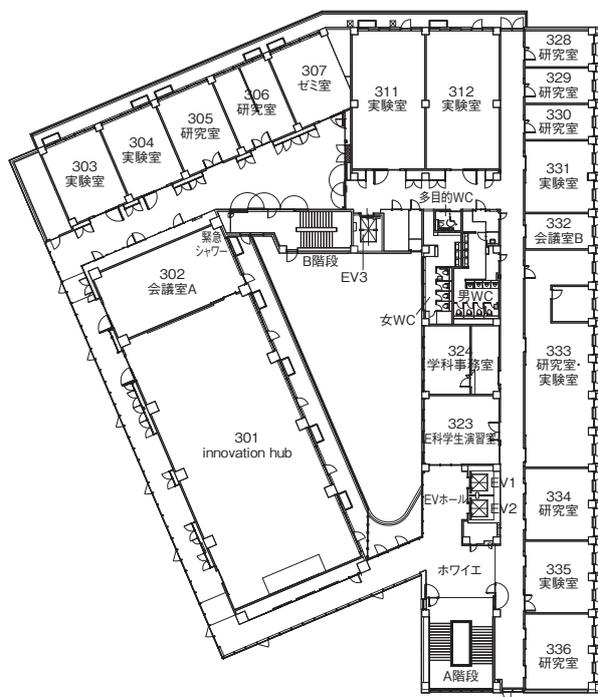 328
研究室
329
研究室
330
研究室
331
実験室
332
会議室B
333
研究室・
実験室
334
研究室
335
実験室
336
研究室
311
実験室
312
実験室
307
ゼミ室
306
研究室
305
研究室
304
実験室
303
実験室
多目的WC
緊急
シャワー
B階段
EV3
302
会議室A
女WC
男WC
324
学科事務室
323
E科学生演習室
301
innovation hub
EVホール
EV1
EV2
ホワイエ
A階段